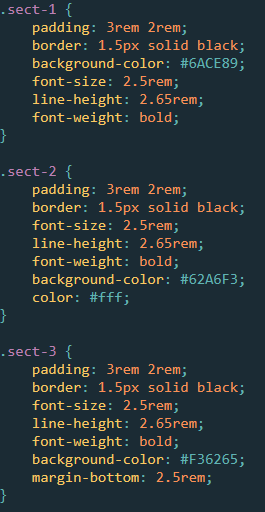 .sect-1 {
    padding: 3rem 2rem;
    border: 1.5px solid black;
    background-color: #6ACE89;
    font-size: 2.5rem;
    line-height: 2.65rem;
    font-weight: bold;
}

.sect-2 {
    padding: 3rem 2rem;
    border: 1.5px solid black;
    font-size: 2.5rem;
    line-height: 2.65rem;
    font-weight: bold;
    background-color: #62A6F3;
    color: #fff;
}

.sect-3 {
    padding: 3rem 2rem;
    border: 1.5px solid black;
    font-size: 2.5rem;
    line-height: 2.65rem;
    font-weight: bold;
    background-color: #F36265;
    margin-bottom: 2.5rem;
}